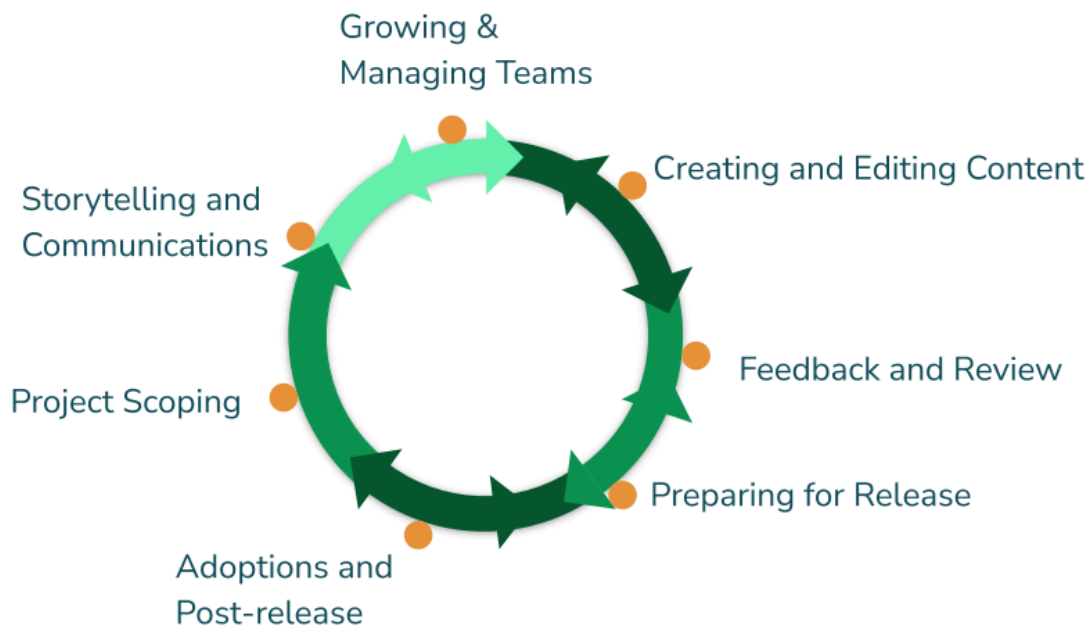 Growing &
Managing Teams
Creating and Editing Content
Storytelling and
Communications
Feedback and Review
Project Scoping
Preparing for Release
Adoptions and
Post-release